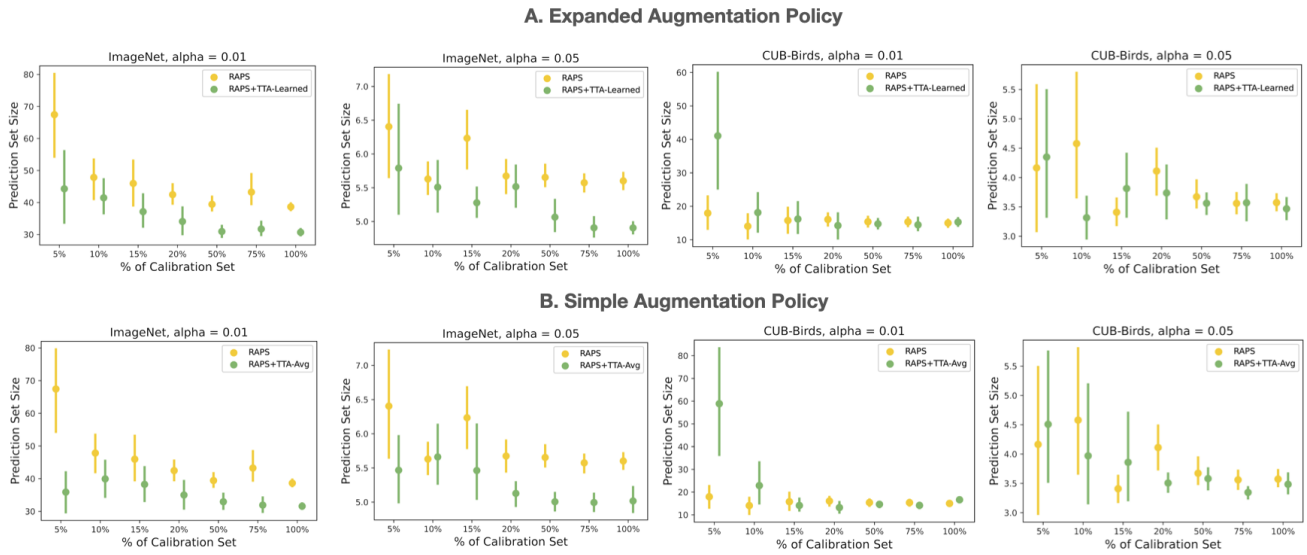 A. Expanded Augmentation Policy
ImageNet, alpha = 0.01
Prediction Set Size
80
70
60
50
40
30
RAPS
RAPS+TTA-Learned
5% 10% 15% 20% 50% 75% 100%
% of Calibration Set
ImageNet, alpha = 0.05
Prediction Set Size
7.0
6.5
6.0
5.5
5.0
RAPS
RAPS+TTA-Learned
5% 10% 15% 20% 50% 75% 100%
% of Calibration Set
CUB-Birds, alpha = 0.01
Prediction Set Size
60
50
40
30
20
10
RAPS
RAPS+TTA-Learned
5% 10% 15% 20% 50% 75% 100%
% of Calibration Set
CUB-Birds, alpha = 0.05
Prediction Set Size
5.5
5.0
4.5
4.0
3.5
3.0
RAPS
RAPS+TTA-Learned
5% 10% 15% 20% 50% 75% 100%
% of Calibration Set
B. Simple Augmentation Policy
ImageNet, alpha = 0.01
Prediction Set Size
80
70
60
50
40
30
RAPS
RAPS+TTA-Avg
5% 10% 15% 20% 50% 75% 100%
% of Calibration Set
ImageNet, alpha = 0.05
Prediction Set Size
7.0
6.5
6.0
5.5
5.0
RAPS
RAPS+TTA-Avg
5% 10% 15% 20% 50% 75% 100%
% of Calibration Set
CUB-Birds, alpha = 0.01
Prediction Set Size
80
70
60
50
40
30
20
10
RAPS
RAPS+TTA-Avg
5% 10% 15% 20% 50% 75% 100%
% of Calibration Set
CUB-Birds, alpha = 0.05
Prediction Set Size
5.5
5.0
4.5
4.0
3.5
3.0
RAPS
RAPS+TTA-Avg
5% 10% 15% 20% 50% 75% 100%
% of Calibration Set